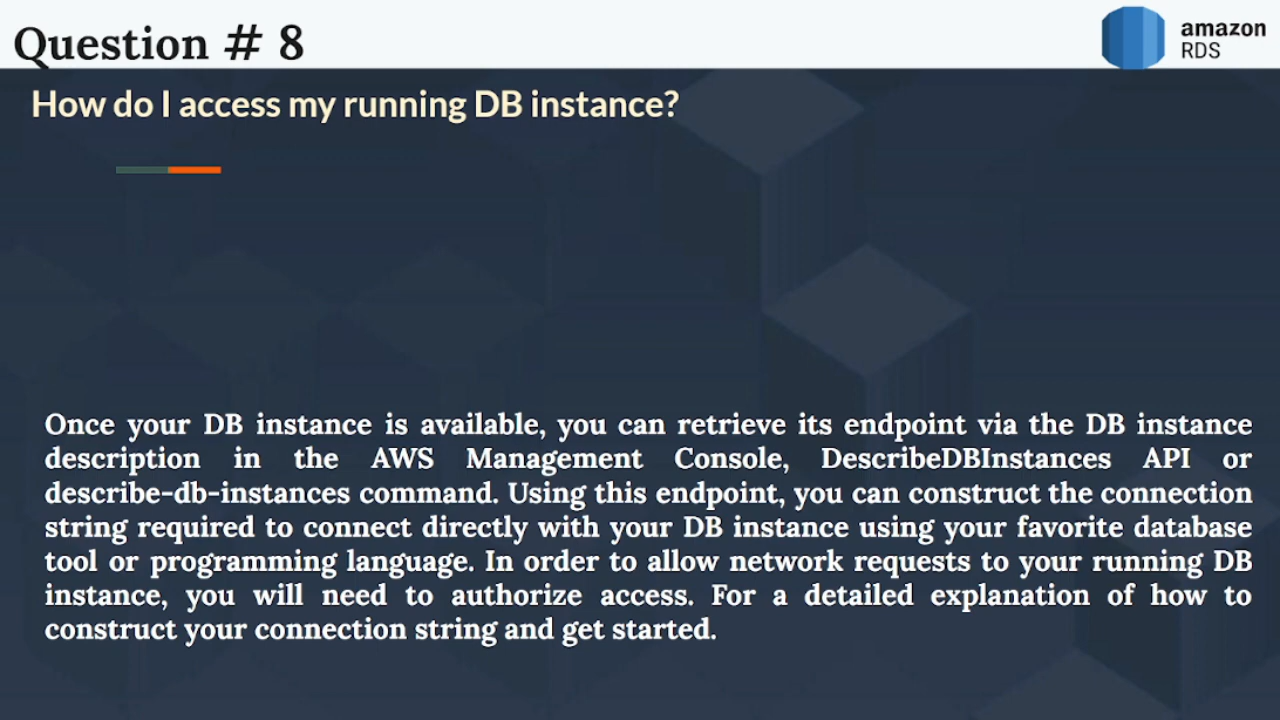 Question # 8
amazon
RDS
How do I access my running DB instance?
Once your DB instance is available, you can retrieve its endpoint via the DB instance
description in the AWS Management Console, DescribeDBInstances API or
describe-db-instances command. Using this endpoint, you can construct the connection
string required to connect directly with your DB instance using your favorite database
tool or programming language. In order to allow network requests to your running DB
instance, you will need to authorize access. For a detailed explanation of how to
construct your connection string and get started.